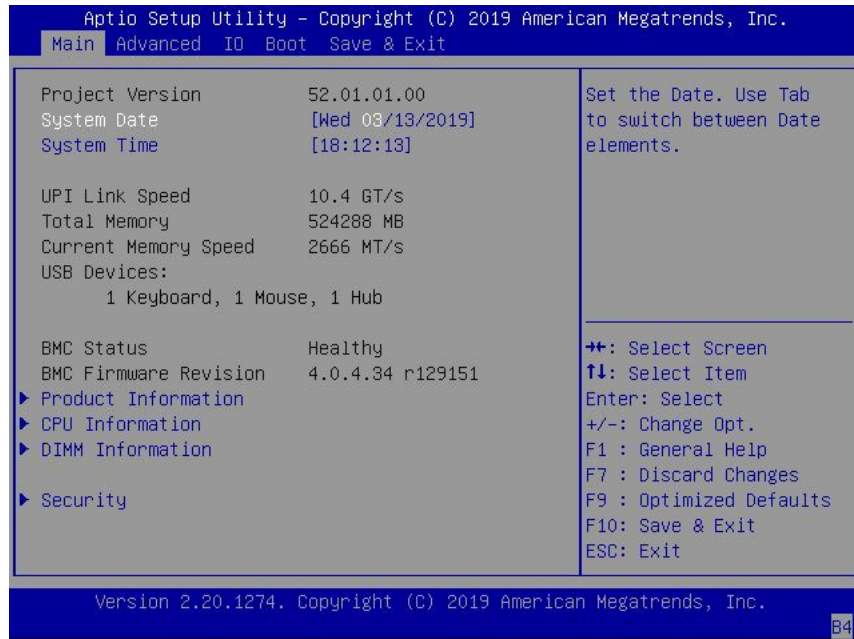 Aptio Setup Utility – Copyright (C) 2019 American Megatrends, Inc.
Main Advanced IO Boot Save & Exit
Project Version 52.01.01.00
System Date [Wed 03/13/2019]
System Time [18:12:13]
UPI Link Speed 10.4 GT/s
Total Memory 524288 MB
Current Memory Speed 2666 MT/s
USB Devices:
1 Keyboard, 1 Mouse, 1 Hub
BMC Status Healthy
BMC Firmware Revision 4.0.4.34 r129151
▶ Product Information
▶ CPU Information
▶ DIMM Information
▶ Security
Set the Date. Use Tab
to switch between Date
elements.
→←: Select Screen
↑↓: Select Item
Enter: Select
+/-: Change Opt.
F1 : General Help
F7 : Discard Changes
F9 : Optimized Defaults
F10: Save & Exit
ESC: Exit
Version 2.20.1274. Copyright (C) 2019 American Megatrends, Inc.
B4